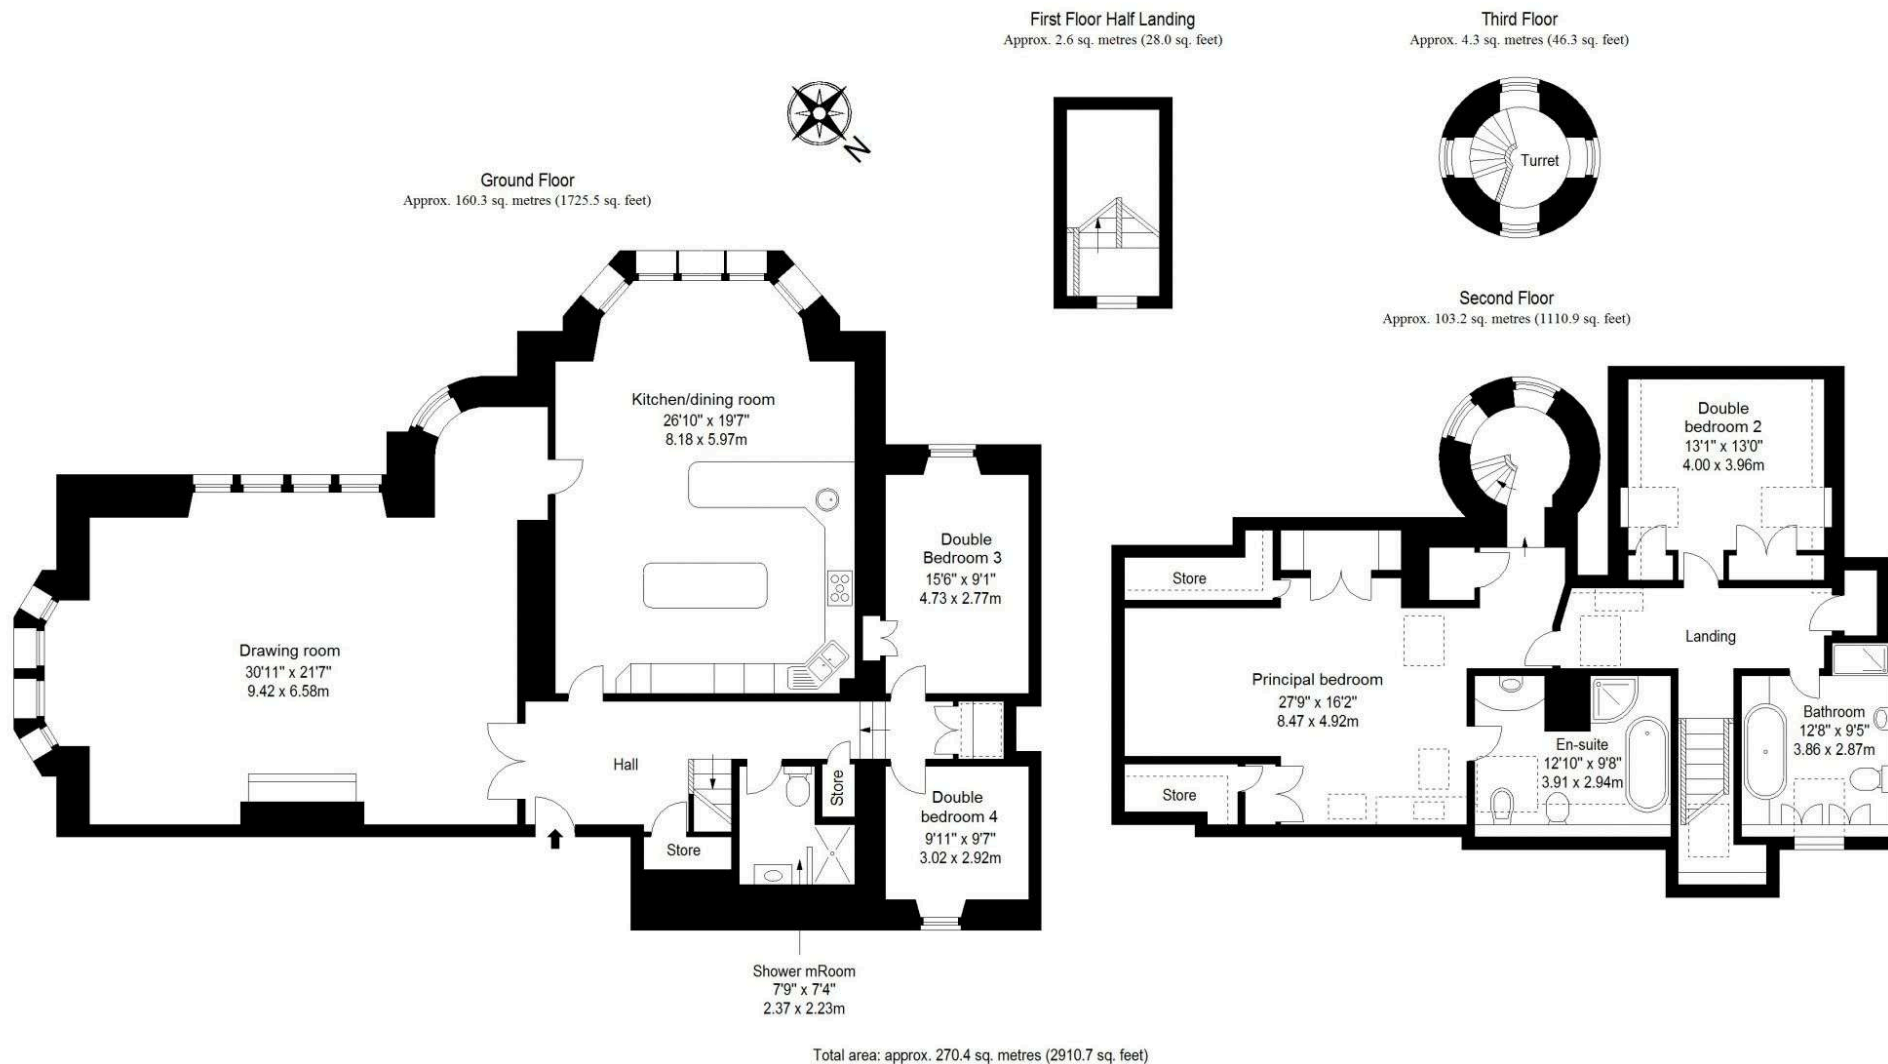 First Floor Half Landing
Approx. 2.6 sq. metres (28.0 sq. feet)
Third Floor
Approx. 4.3 sq. metres (46.3 sq. feet)
Turret
N
Ground Floor
Approx. 160.3 sq. metres (1725.5 sq. feet)
Second Floor
Approx. 103.2 sq. metres (1110.9 sq. feet)
Kitchen/dining room
26'10" x 19'7"
8.18 x 5.97m
Double
Bedroom 3
15'6" x 9'1"
4.73 x 2.77m
Drawing room
30'11" x 21'7"
9.42 x 6.58m
Hall
Store
Store
Double
bedroom 4
9'11" x 9'7"
3.02 x 2.92m
Shower mRoom
7'9" x 7'4"
2.37 x 2.23m
Double
bedroom 2
13'1" x 13'0"
4.00 x 3.96m
Store
Landing
Principal bedroom
27'9" x 16'2"
8.47 x 4.92m
Store
En-suite
12'10" x 9'8"
3.91 x 2.94m
Bathroom
12'8" x 9'5"
3.86 x 2.87m
Total area: approx. 270.4 sq. metres (2910.7 sq. feet)